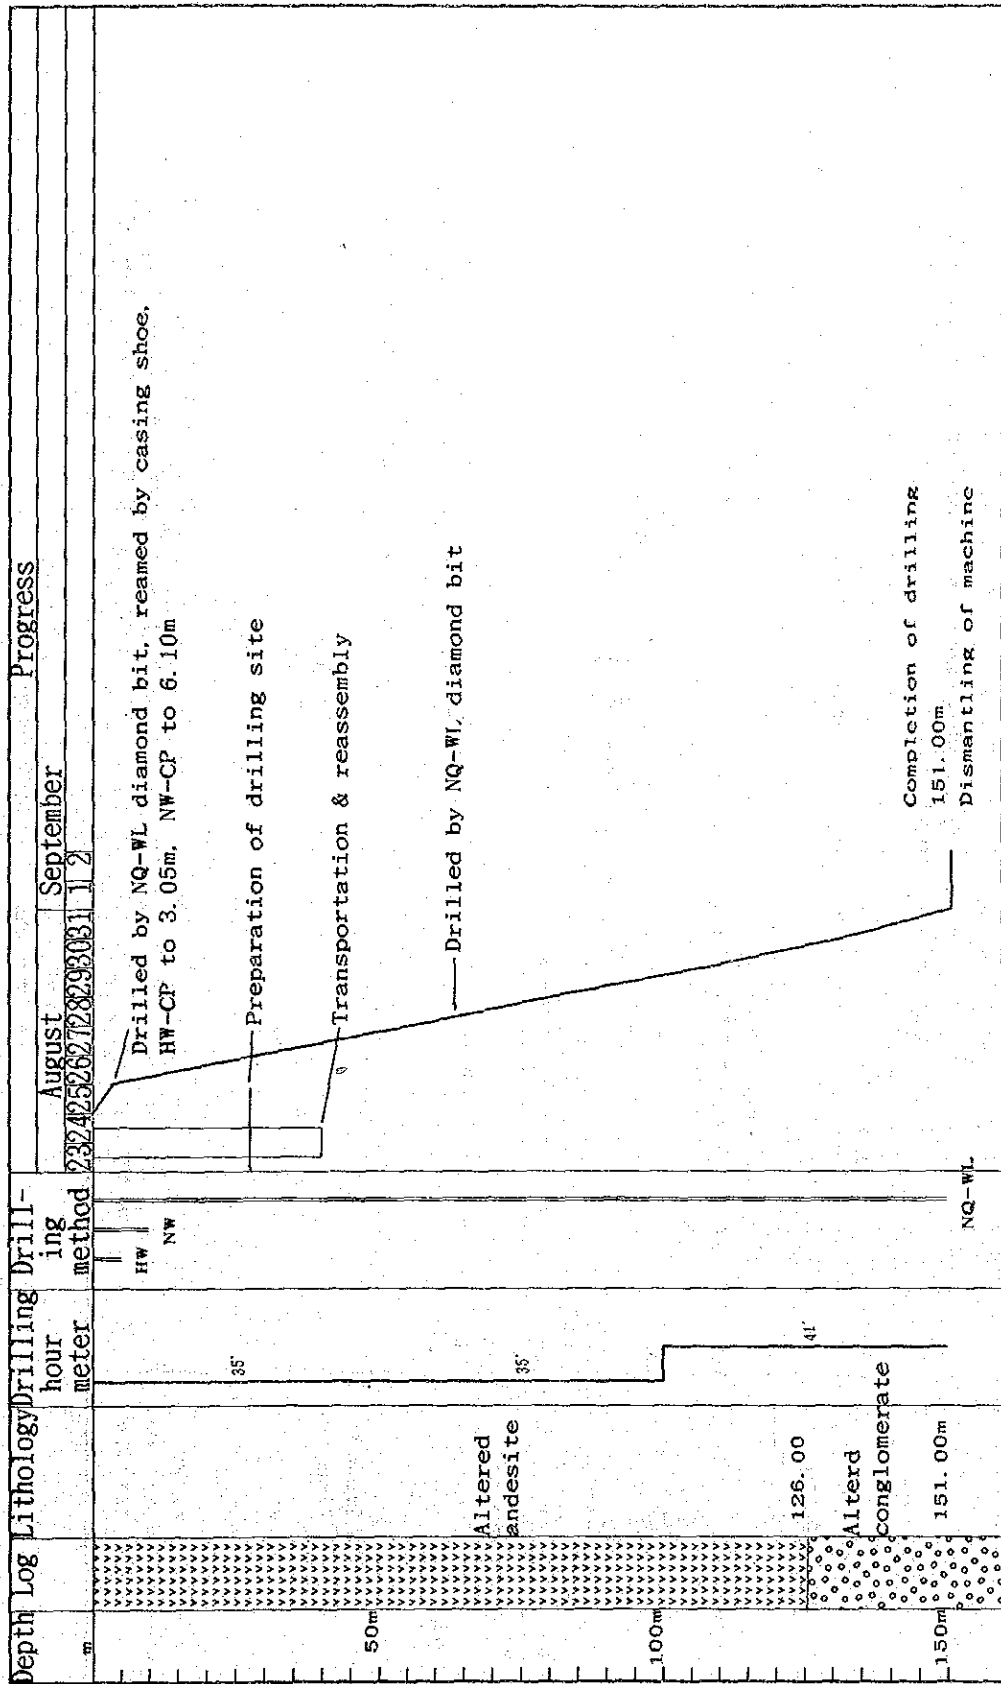 Depth Log Lithology Drilling hour meter Drill-ing method Progress
August September
23 24 25 26 27 28 29 30 31 1 2
m
50m
100m
150m
Altered
andesite
126.00
Alterd
conglomerate
151.00m
35'
35'
41'
HW
NW
NQ-WL
Drilled by NQ-WL diamond bit, reamed by casing shoe.
HW-CP to 3.05m. NW-CP to 6.10m
Preparation of drilling site
Transportation & reassembly
Drilled by NQ-WL diamond bit
Completion of drilling
151.00m
Dismantling of machine